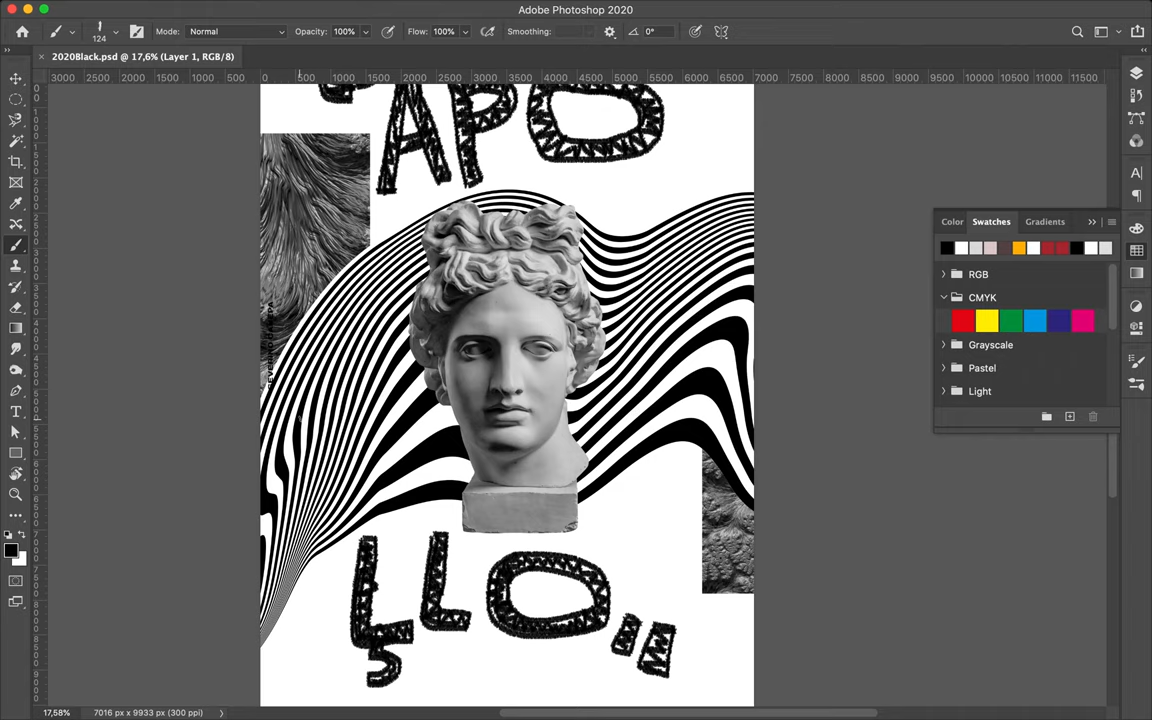 Adobe Photoshop 2020
124
Mode: Normal
Opacity: 100%
Flow: 100%
Smoothing:
0°
2020Black.psd @ 17,6% (Layer 1, RGB/8)
3000 2500 2000 1500 1000 500 0 500 1000 1500 2000 2500 3000 3500 4000 4500 5000 5500 6000 6500 7000 7500 8000 8500 9000 9500 10000 10500 11000 11500
APO
LLO
Color Swatches Gradients
RGB
CMYK
Grayscale
Pastel
Light
17,58%
7016 px x 9933 px (300 ppi)